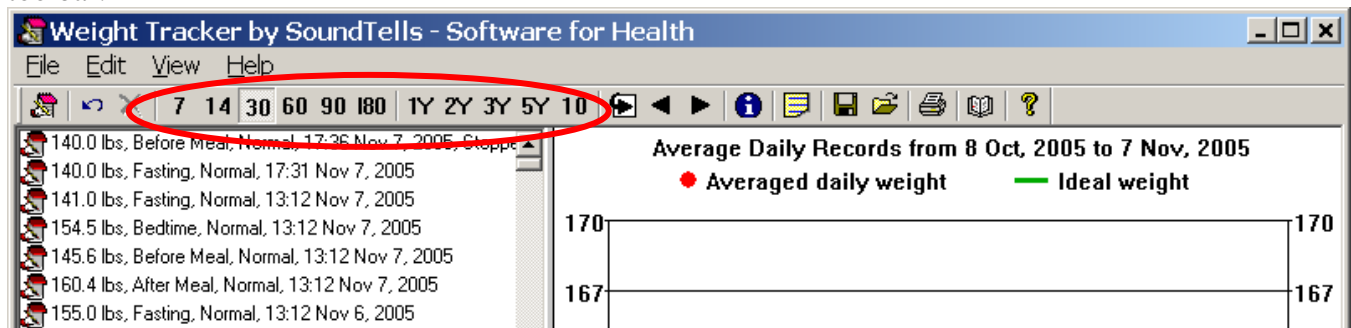 Weight Tracker by SoundTells - Software for Health
File Edit View Help
7 14 30 60 90 180 1Y 2Y 3Y 5Y 10
140.0 lbs, Before Meal, Normal, 17:36 Nov 7, 2005, Stoppe
140.0 lbs, Fasting, Normal, 17:31 Nov 7, 2005
141.0 lbs, Fasting, Normal, 13:12 Nov 7, 2005
154.5 lbs, Bedtime, Normal, 13:12 Nov 7, 2005
145.6 lbs, Before Meal, Normal, 13:12 Nov 7, 2005
160.4 lbs, After Meal, Normal, 13:12 Nov 7, 2005
155.0 lbs, Fasting, Normal, 13:12 Nov 6, 2005
Average Daily Records from 8 Oct, 2005 to 7 Nov, 2005
Averaged daily weight Ideal weight
170 170
167 167